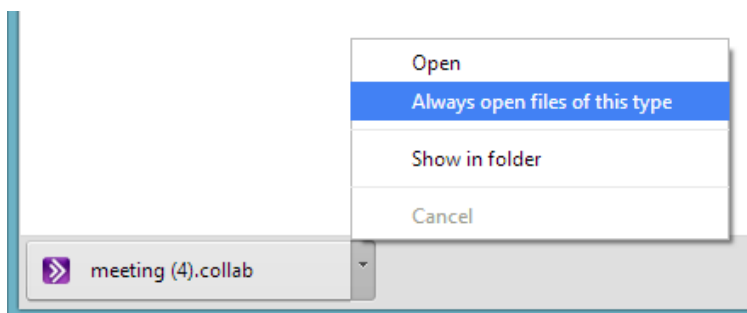 Open
Always open files of this type
Show in folder
Cancel
meeting (4).collab